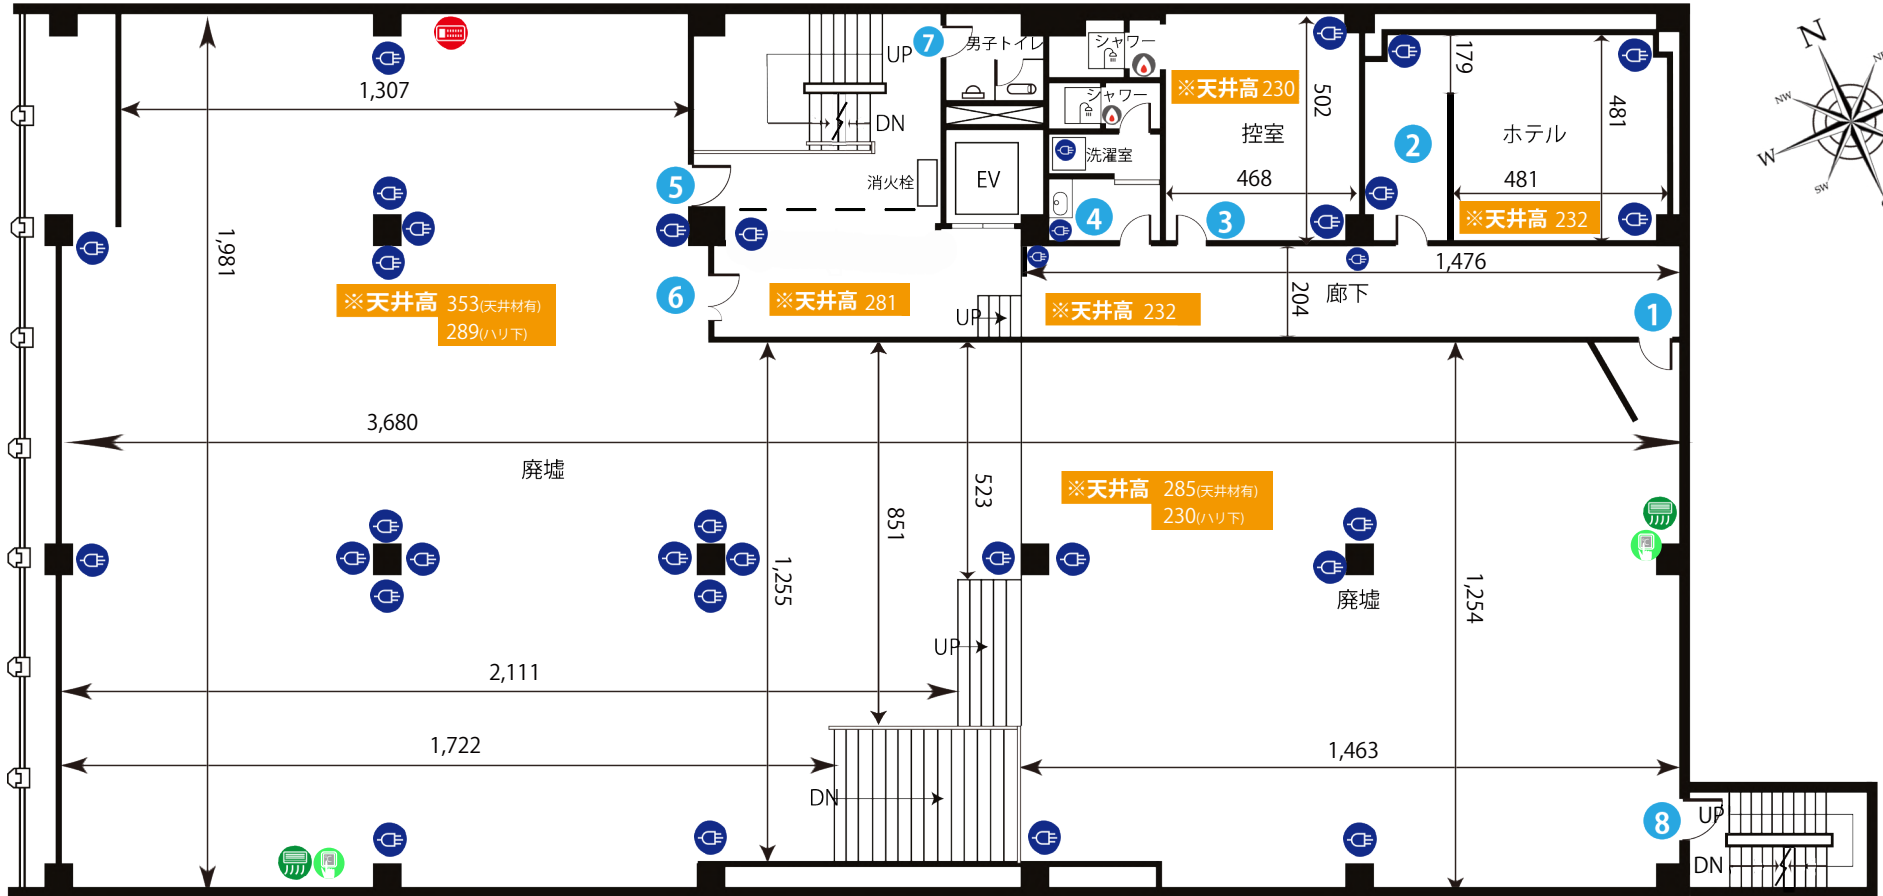 UP
7
男子トイレ
シャワー
※天井高 230
502
179
481
N
NE
NW
W
SW
1,307
DN
シャワー
控室
2
ホテル
洗濯室
消火栓
EV
468
481
5
4
3
※天井高 232
1,981
6
※天井高 353(天井材有)
289(ハリ下)
※天井高 281
UP
※天井高 232
1,476
204
廊下
1
3,680
廃墟
523
851
1,255
※天井高 285(天井材有)
230(ハリ下)
廃墟
1,254
UP
2,111
1,722
DN
1,463
8
UP
DN